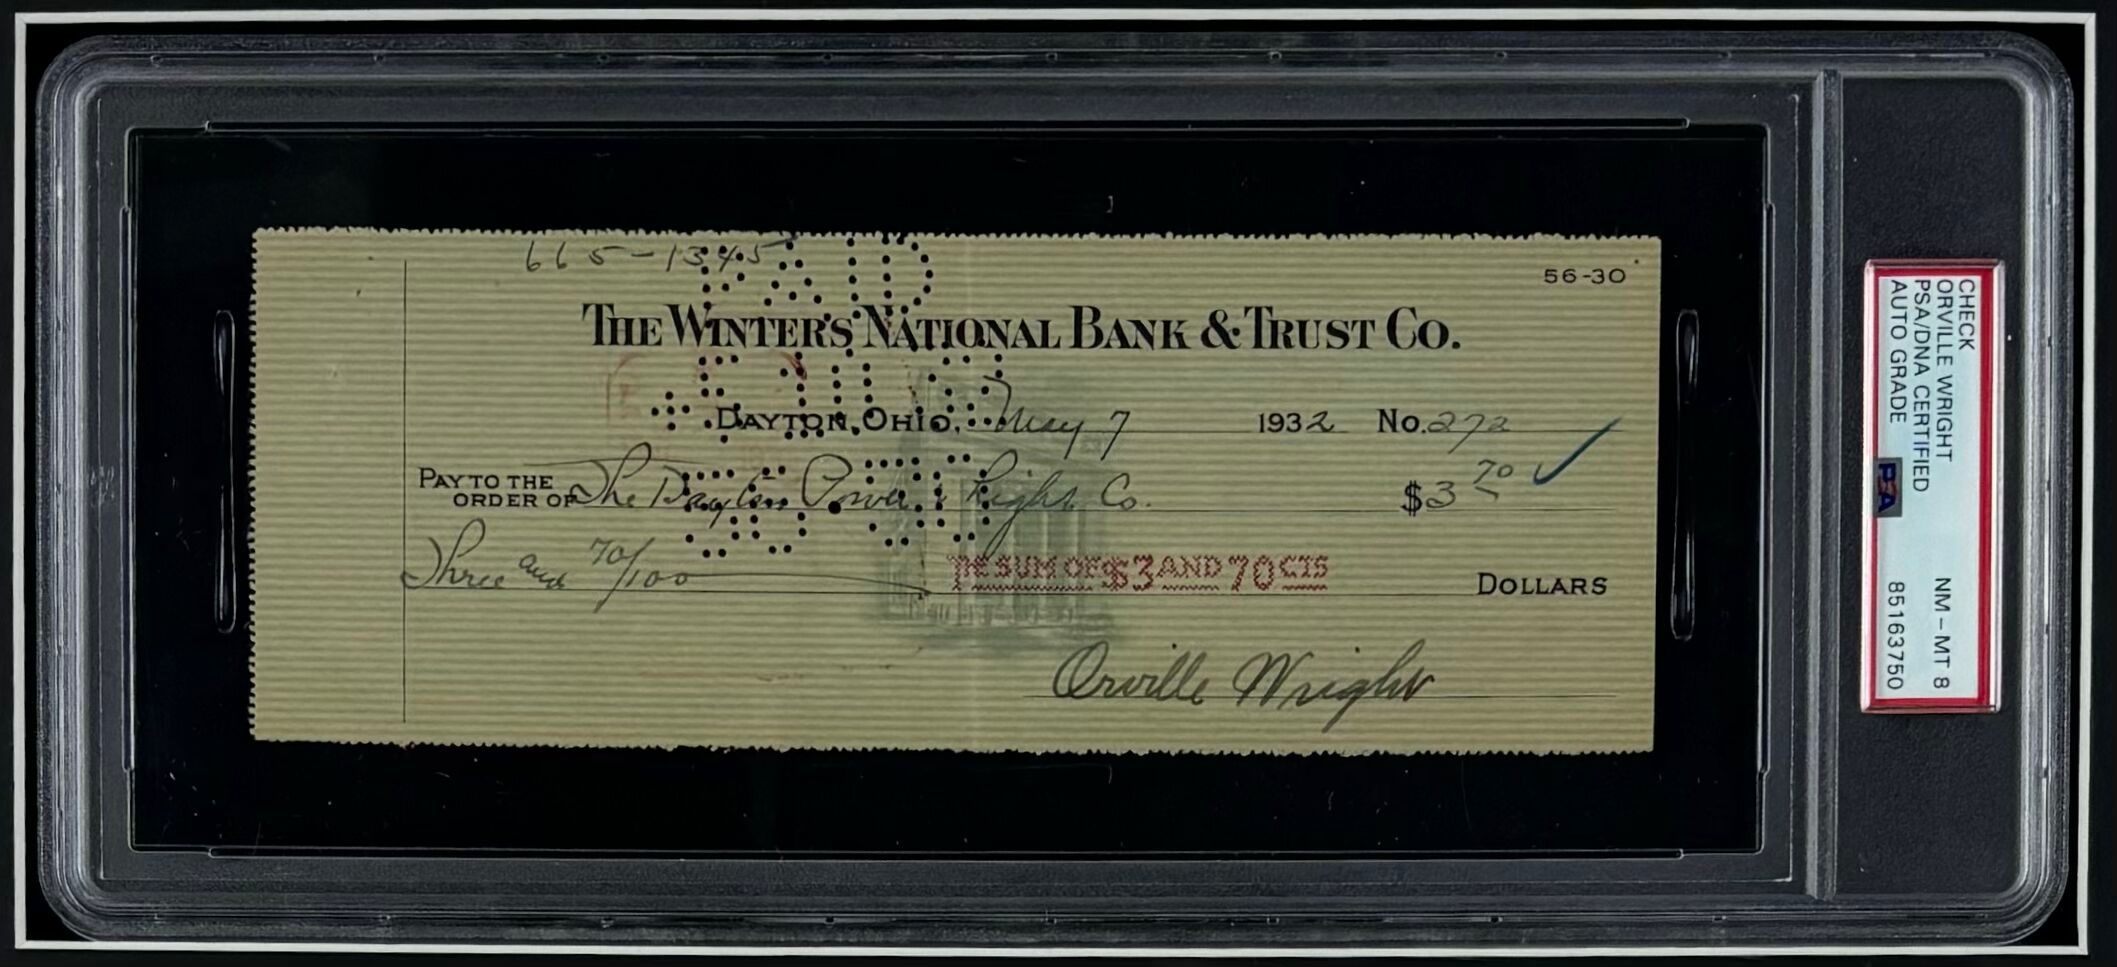 665-1345
56-30
THE WINTERS NATIONAL BANK & TRUST CO.
DAYTON, OHIO, May 7 1932 No. 272
PAY TO THE
ORDER OF The Dayton Power & Light Co. $3 70
Three and 70/100 THE SUM OF $3 AND 70 CTS DOLLARS
Orville Wright
CHECK
ORVILLE WRIGHT
PSA/DNA CERTIFIED NM-MT 8
AUTO GRADE PSA 85163750